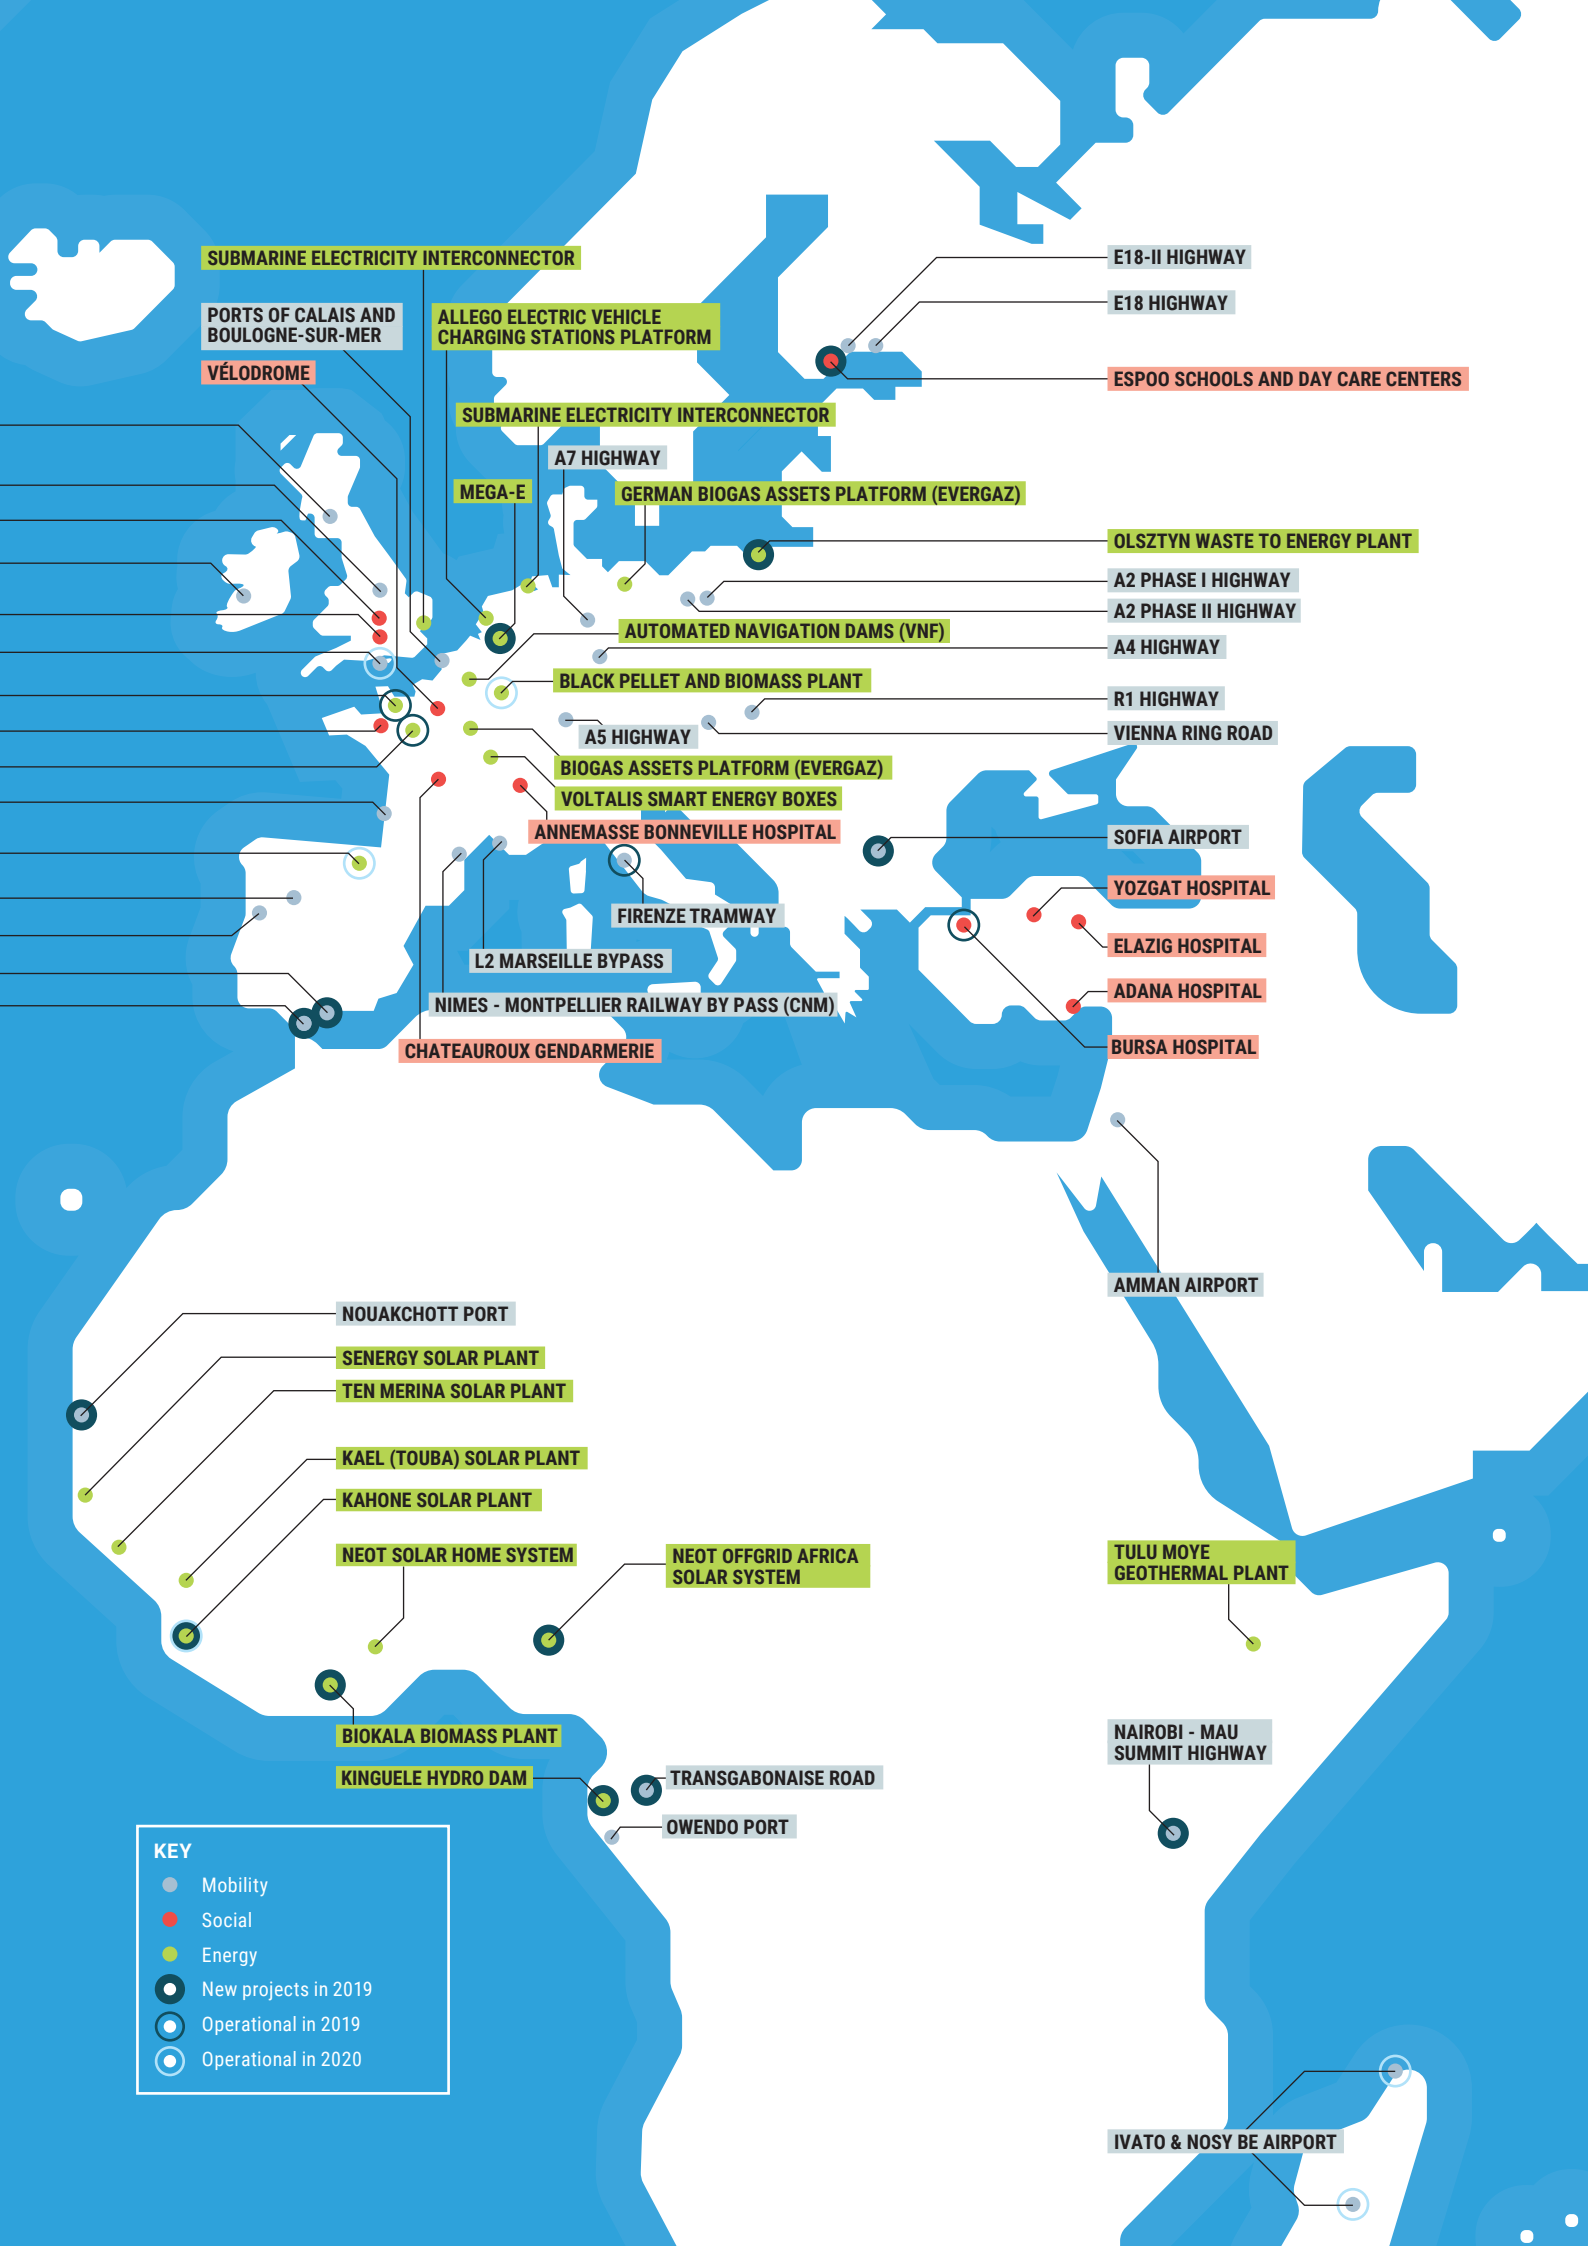 SUBMARINE ELECTRICITY INTERCONNECTOR
PORTS OF CALAIS AND
BOULOGNE-SUR-MER
ALLEGO ELECTRIC VEHICLE
CHARGING STATIONS PLATFORM
VÉLODROME
SUBMARINE ELECTRICITY INTERCONNECTOR
A7 HIGHWAY
MEGA-E
GERMAN BIOGAS ASSETS PLATFORM (EVERGAZ)
E18-II HIGHWAY
E18 HIGHWAY
ESPOO SCHOOLS AND DAY CARE CENTERS
OLSZTYN WASTE TO ENERGY PLANT
A2 PHASE I HIGHWAY
A2 PHASE II HIGHWAY
AUTOMATED NAVIGATION DAMS (VNF)
A4 HIGHWAY
BLACK PELLET AND BIOMASS PLANT
R1 HIGHWAY
A5 HIGHWAY
VIENNA RING ROAD
BIOGAS ASSETS PLATFORM (EVERGAZ)
VOLTALIS SMART ENERGY BOXES
ANNEMASSE BONNEVILLE HOSPITAL
SOFIA AIRPORT
YOZGAT HOSPITAL
FIRENZE TRAMWAY
ELAZIG HOSPITAL
L2 MARSEILLE BYPASS
ADANA HOSPITAL
NIMES - MONTPELLIER RAILWAY BY PASS (CNM)
CHATEAUROUX GENDARMERIE
BURSA HOSPITAL
AMMAN AIRPORT
NOUAKCHOTT PORT
SENERGY SOLAR PLANT
TEN MERINA SOLAR PLANT
KAEL (TOUBA) SOLAR PLANT
KAHONE SOLAR PLANT
NEOT SOLAR HOME SYSTEM
NEOT OFFGRID AFRICA
SOLAR SYSTEM
TULU MOYE
GEOTHERMAL PLANT
BIOKALA BIOMASS PLANT
KINGUELE HYDRO DAM
TRANSGABONAISE ROAD
OWENDO PORT
NAIROBI - MAU
SUMMIT HIGHWAY
KEY
Mobility
Social
Energy
New projects in 2019
Operational in 2019
Operational in 2020
IVATO & NOSY BE AIRPORT